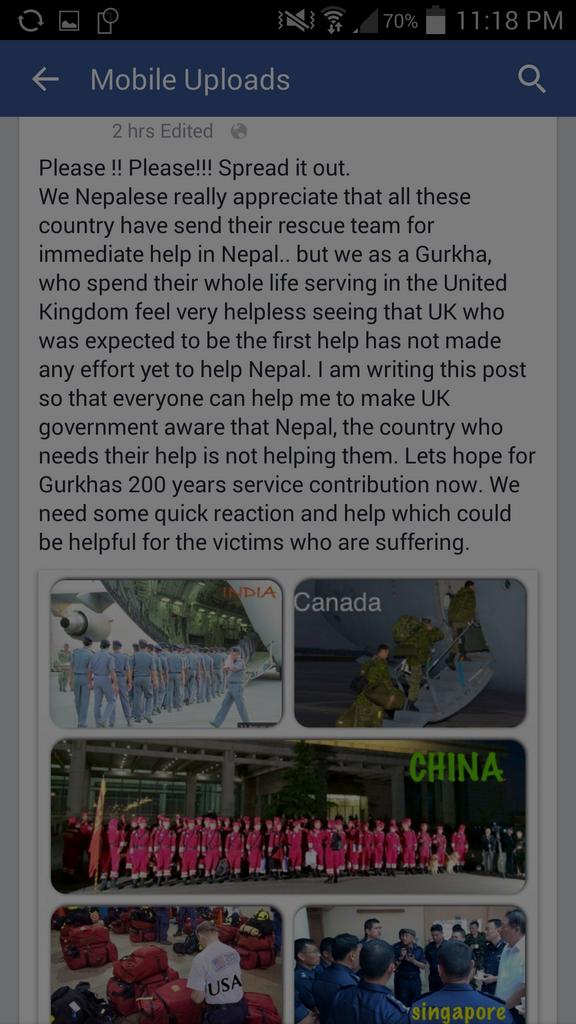 70% 11:18 PM
Mobile Uploads
2 hrs Edited
Please !! Please!!! Spread it out.
We Nepalese really appreciate that all these
country have send their rescue team for
immediate help in Nepal.. but we as a Gurkha,
who spend their whole life serving in the United
Kingdom feel very helpless seeing that UK who
was expected to be the first help has not made
any effort yet to help Nepal. I am writing this post
so that everyone can help me to make UK
government aware that Nepal, the country who
needs their help is not helping them. Lets hope for
Gurkhas 200 years service contribution now. We
need some quick reaction and help which could
be helpful for the victims who are suffering.
INDIA
Canada
CHINA
USA
singapore